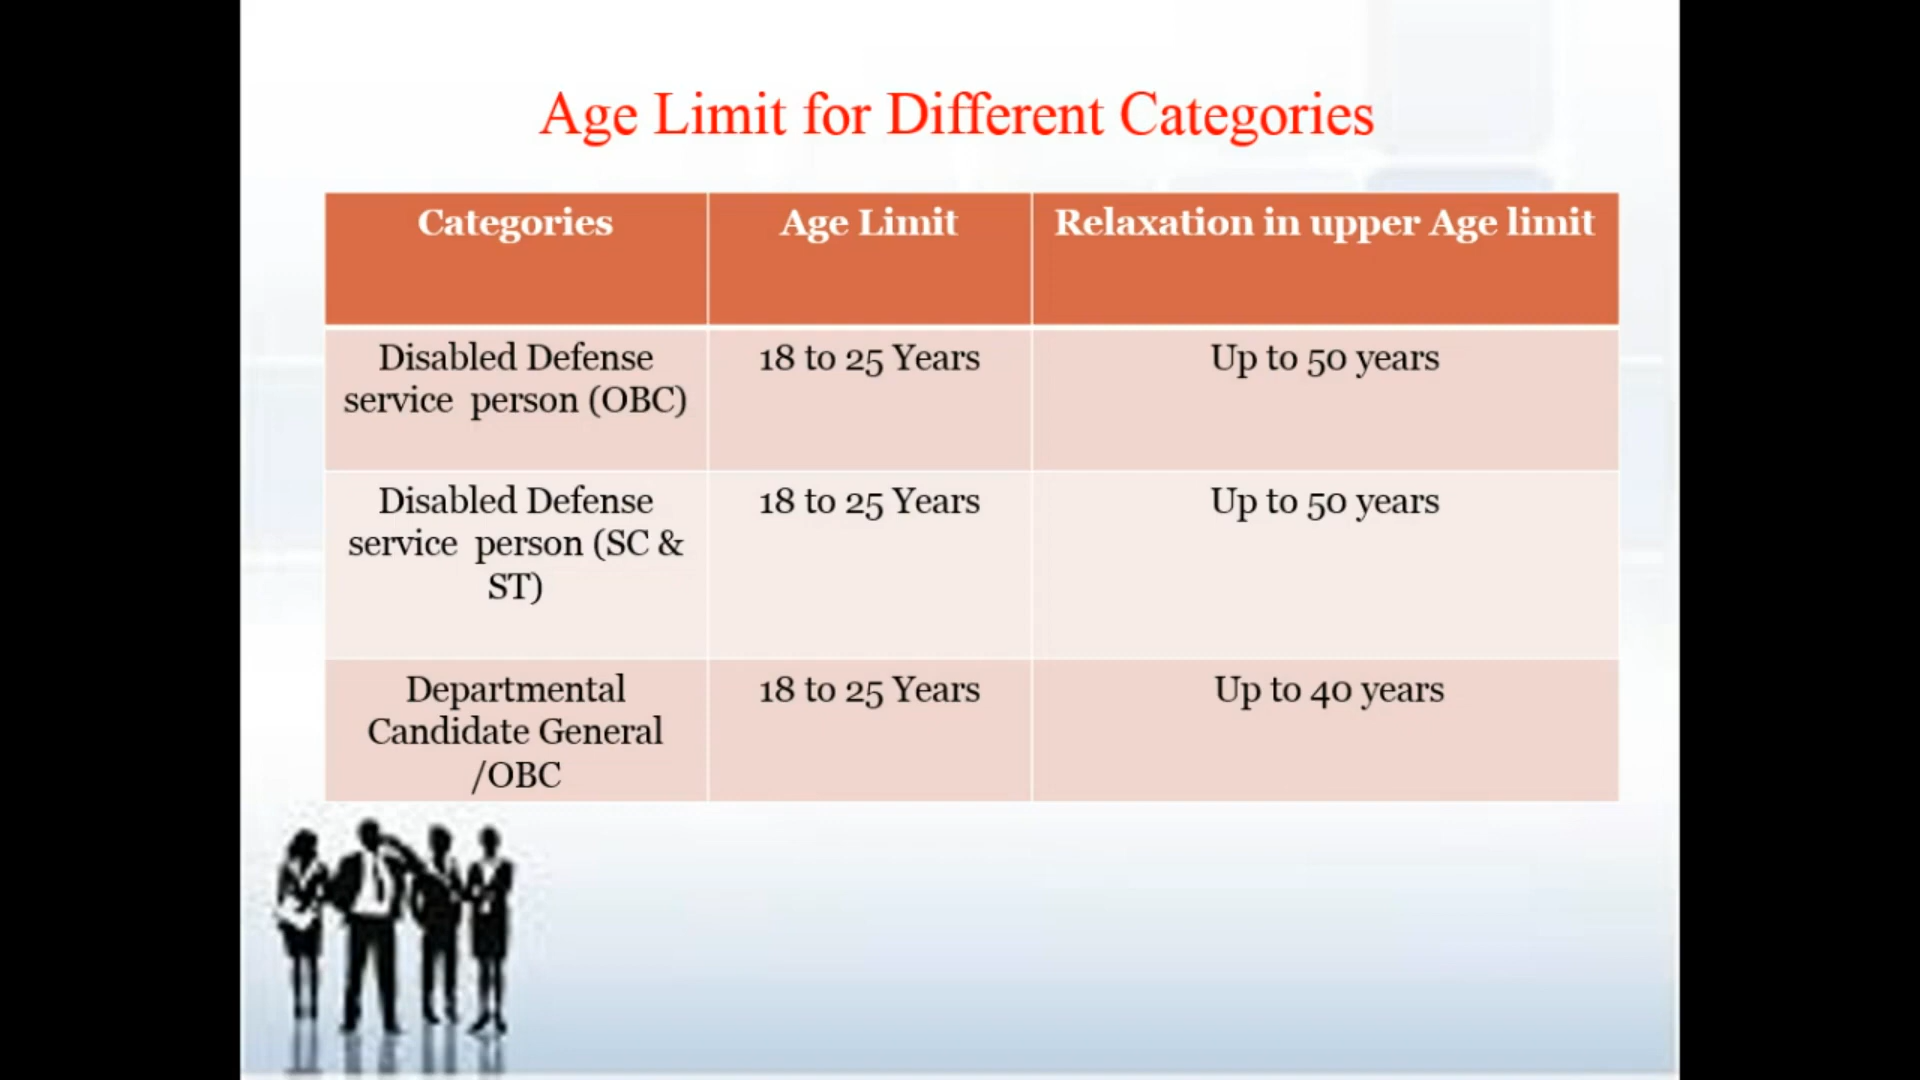 Age Limit for Different Categories
Categories Age Limit Relaxation in upper Age limit
Disabled Defense 18 to 25 Years Up to 50 years
service person (OBC)
Disabled Defense 18 to 25 Years Up to 50 years
service person (SC &
ST)
Departmental 18 to 25 Years Up to 40 years
Candidate General
/OBC